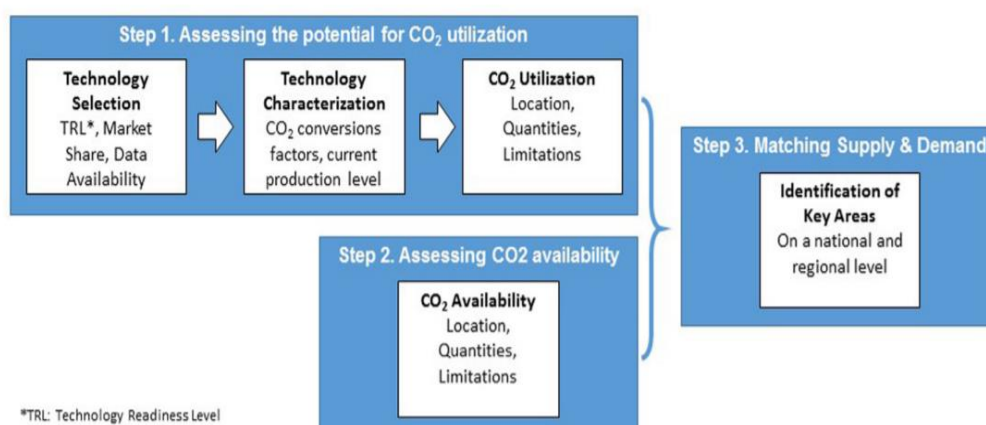 Step 1. Assessing the potential for CO₂ utilization
Technology
Selection
TRL*, Market
Share, Data
Availability
Technology
Characterization
CO₂ conversions
factors, current
production level
CO₂ Utilization
Location,
Quantities,
Limitations
Step 2. Assessing CO2 availability
CO₂ Availability
Location,
Quantities,
Limitations
Step 3. Matching Supply & Demand
Identification of
Key Areas
On a national and
regional level
*TRL: Technology Readiness Level